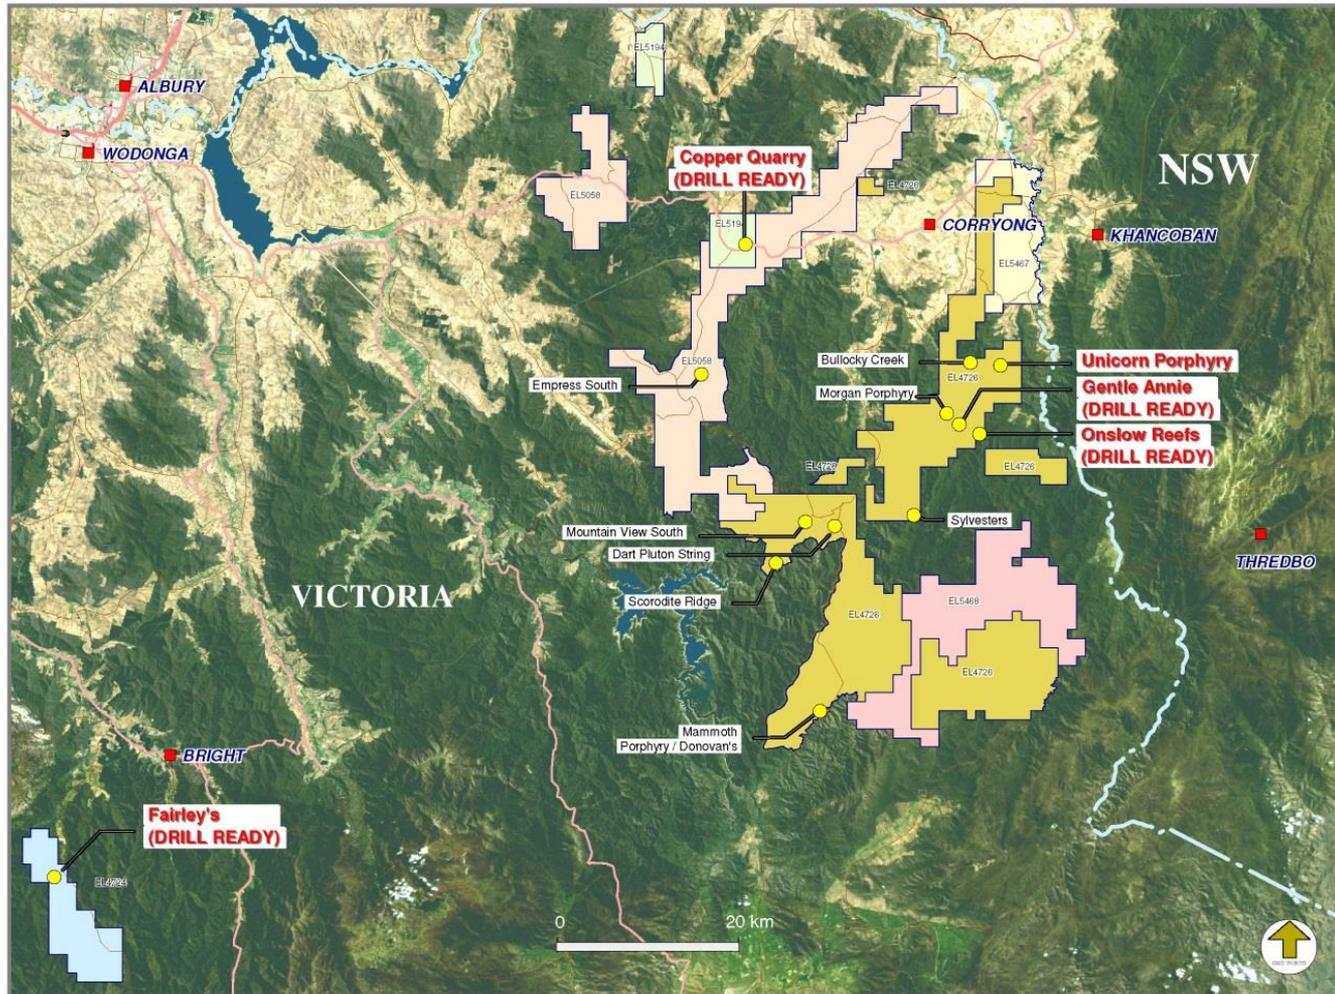 EL5194
ALBURY
WODONGA
Copper Quarry
(DRILL READY)
NSW
EL5058
EL4726
EL5194
CORRYONG
KHANCOBAN
EL5467
EL5058
Bullocky Creek
Unicorn Porphyry
Empress South
EL4726
Gentle Annie
(DRILL READY)
Morgan Porphyry
Onslow Reefs
(DRILL READY)
EL4726
EL4726
Mountain View South
Sylvesters
Dart Pluton String
THREDBO
VICTORIA
Scorodite Ridge
EL4726
EL5468
EL4726
Mammoth
Porphyry / Donovan's
BRIGHT
Fairley's
(DRILL READY)
EL4724
0 20 km